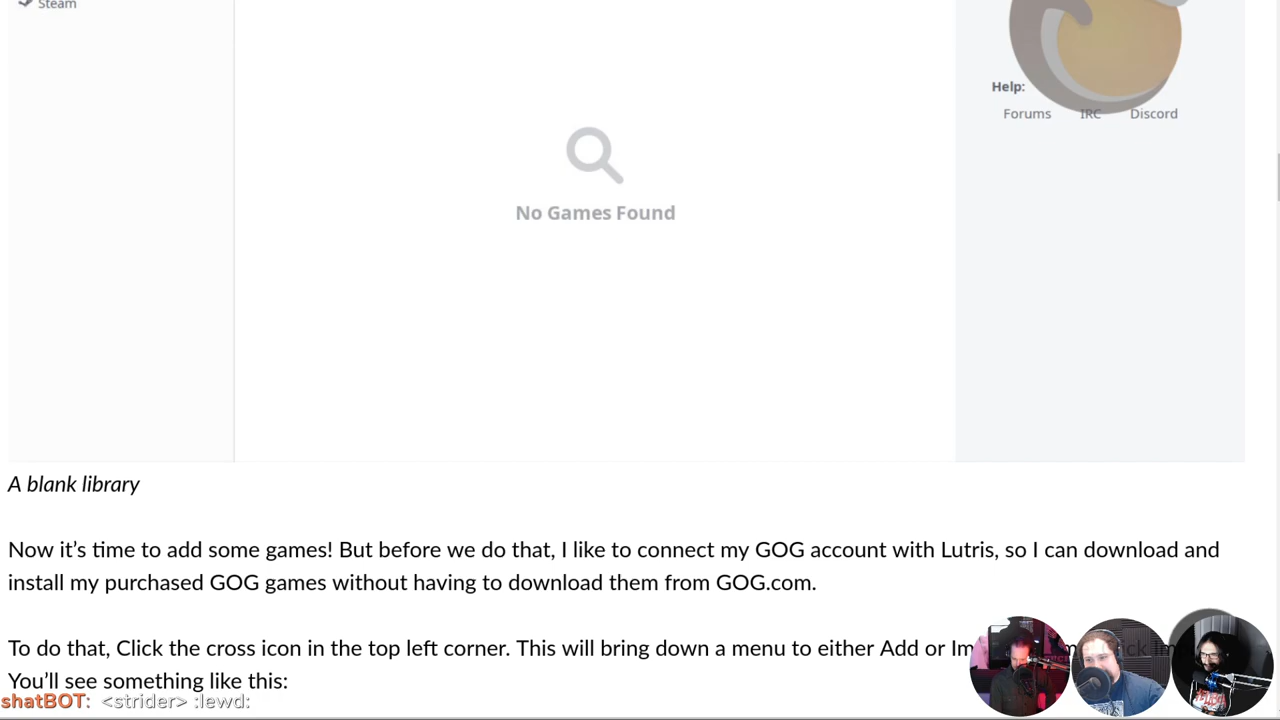 Steam
Help:
Forums IRC Discord
No Games Found
A blank library
Now it’s time to add some games! But before we do that, I like to connect my GOG account with Lutris, so I can download and
install my purchased GOG games without having to download them from GOG.com.
To do that, Click the cross icon in the top left corner. This will bring down a menu to either Add or Im
You’ll see something like this:
shatBOT: <strider> :lewd: